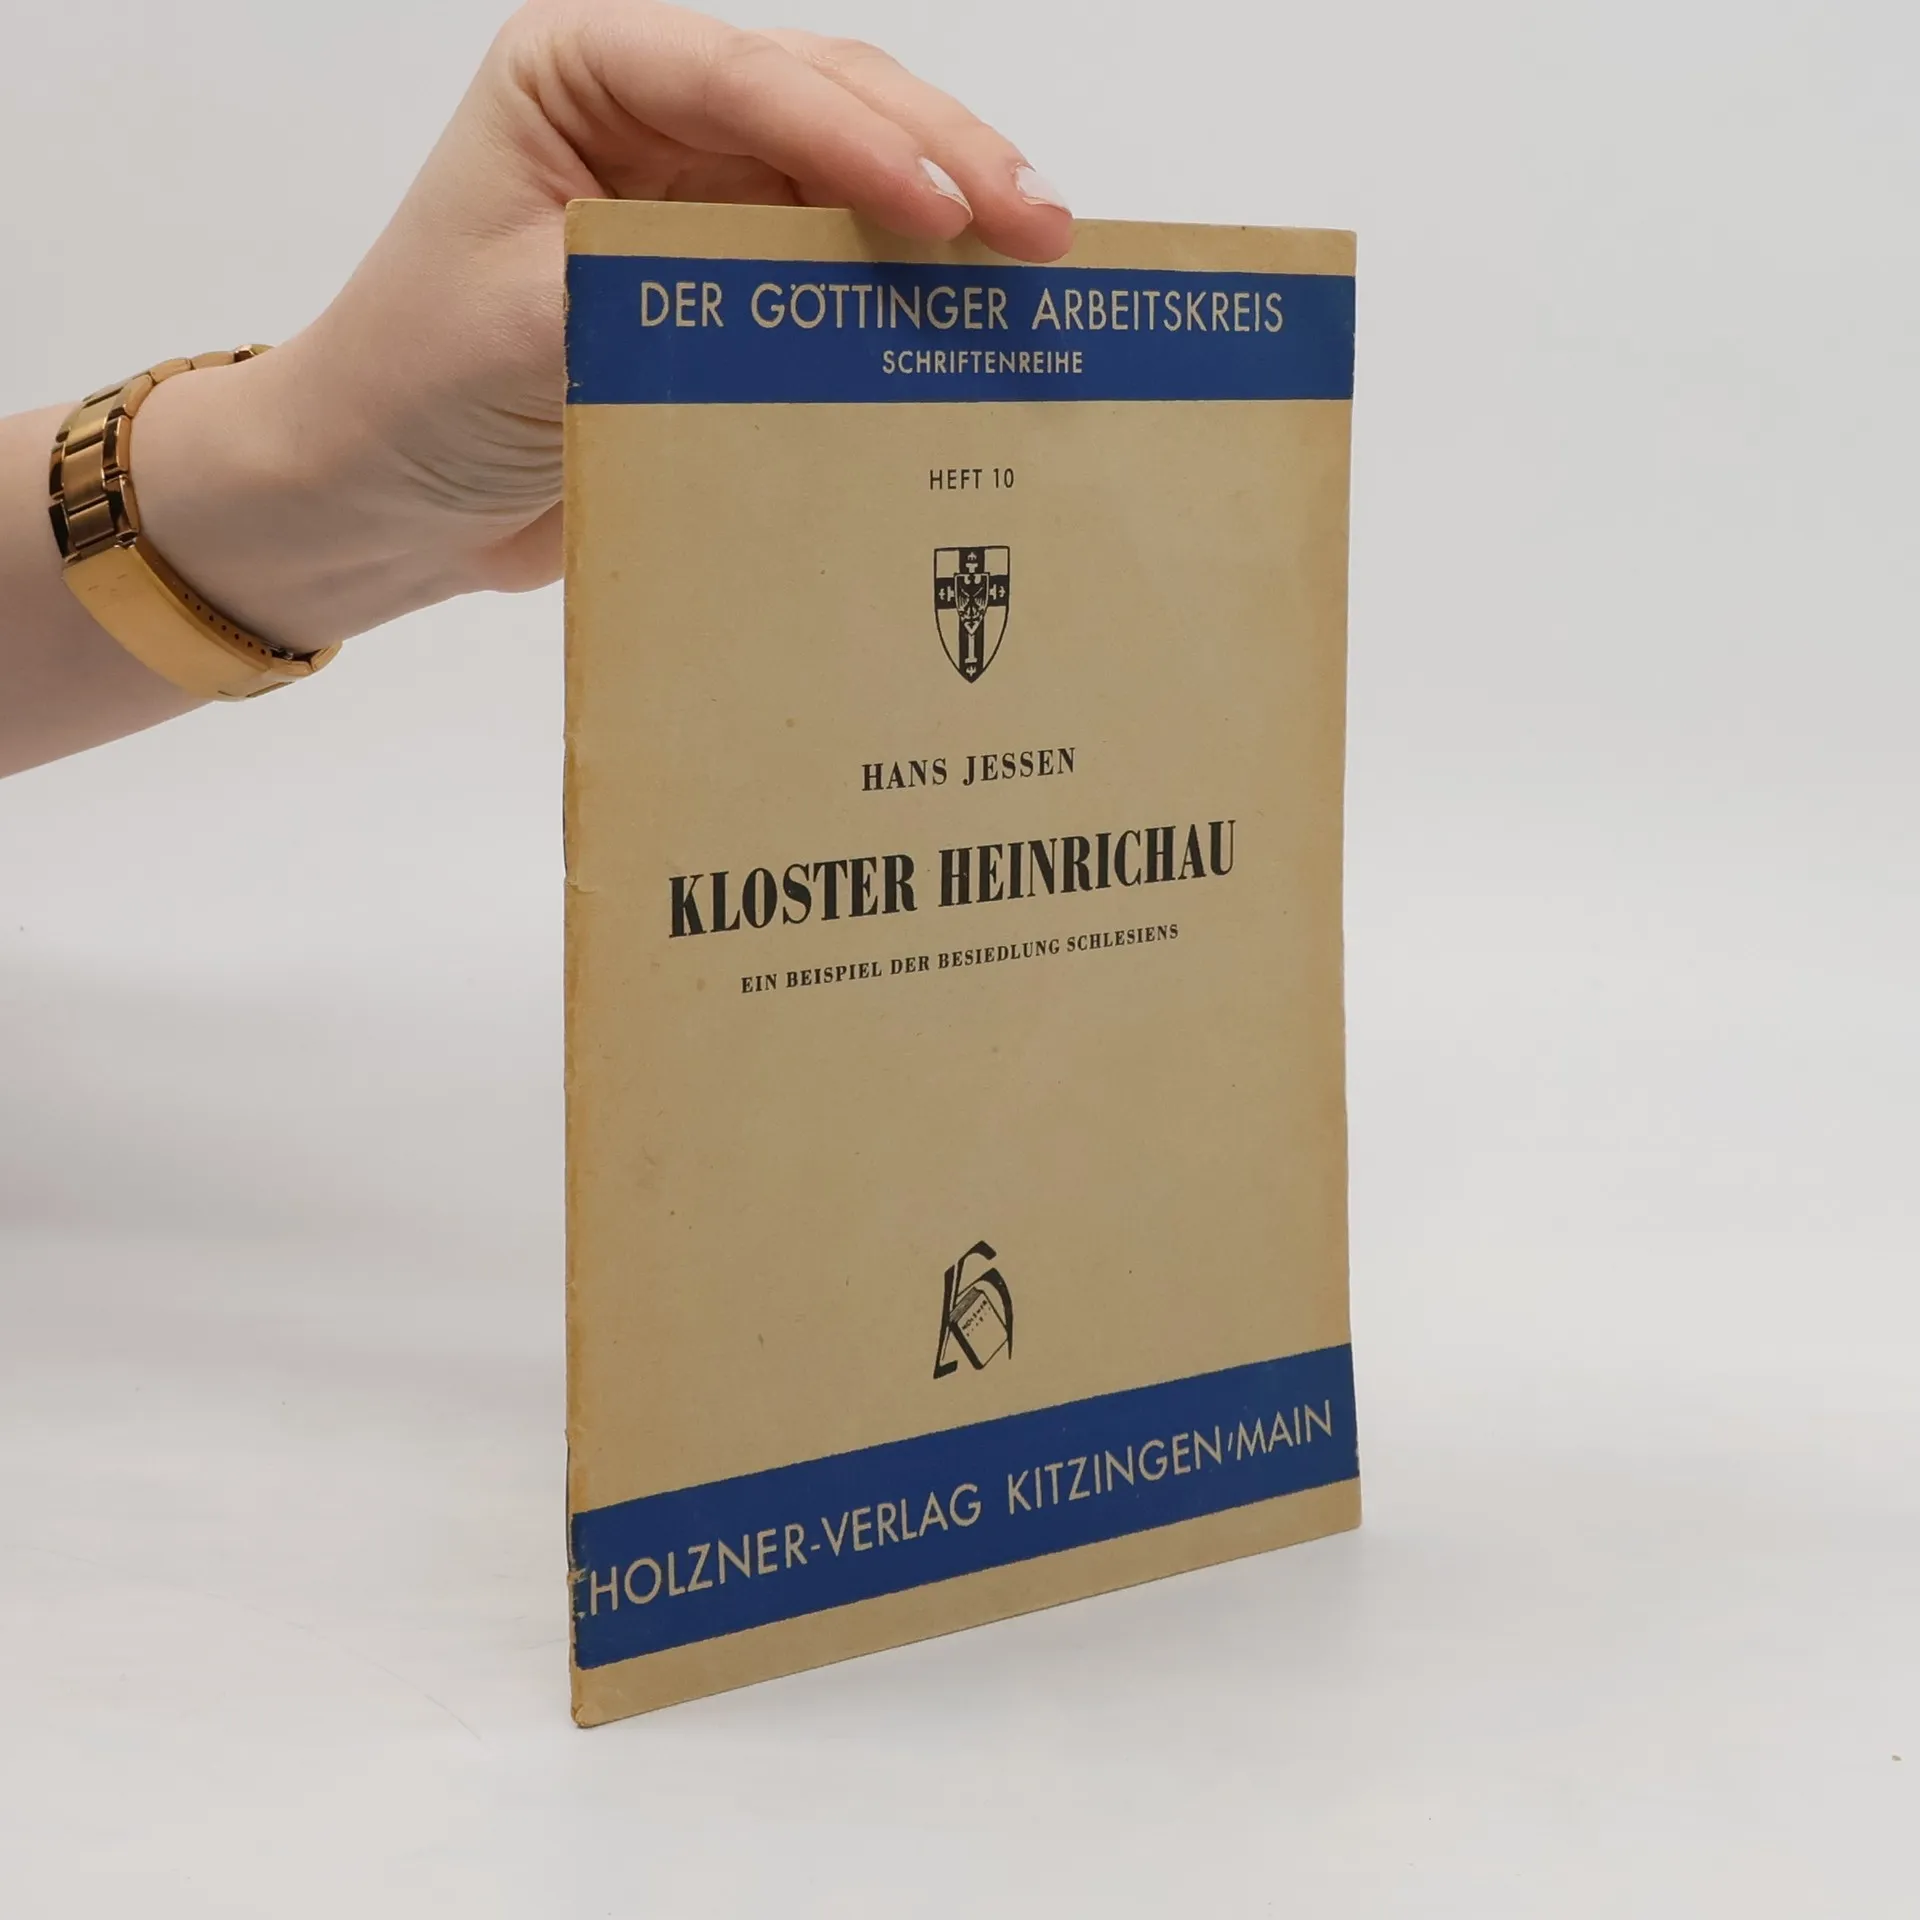 DER GÖTTINGER ARBEITSKREIS
SCHRIFTENREIHE
HEFT 10
HANS JESSEN
KLOSTER HEINRICHAU
EIN BEISPIEL DER BESIEDLUNG SCHLESIENS
HOLZNER-VERLAG KITZINGEN/MAIN